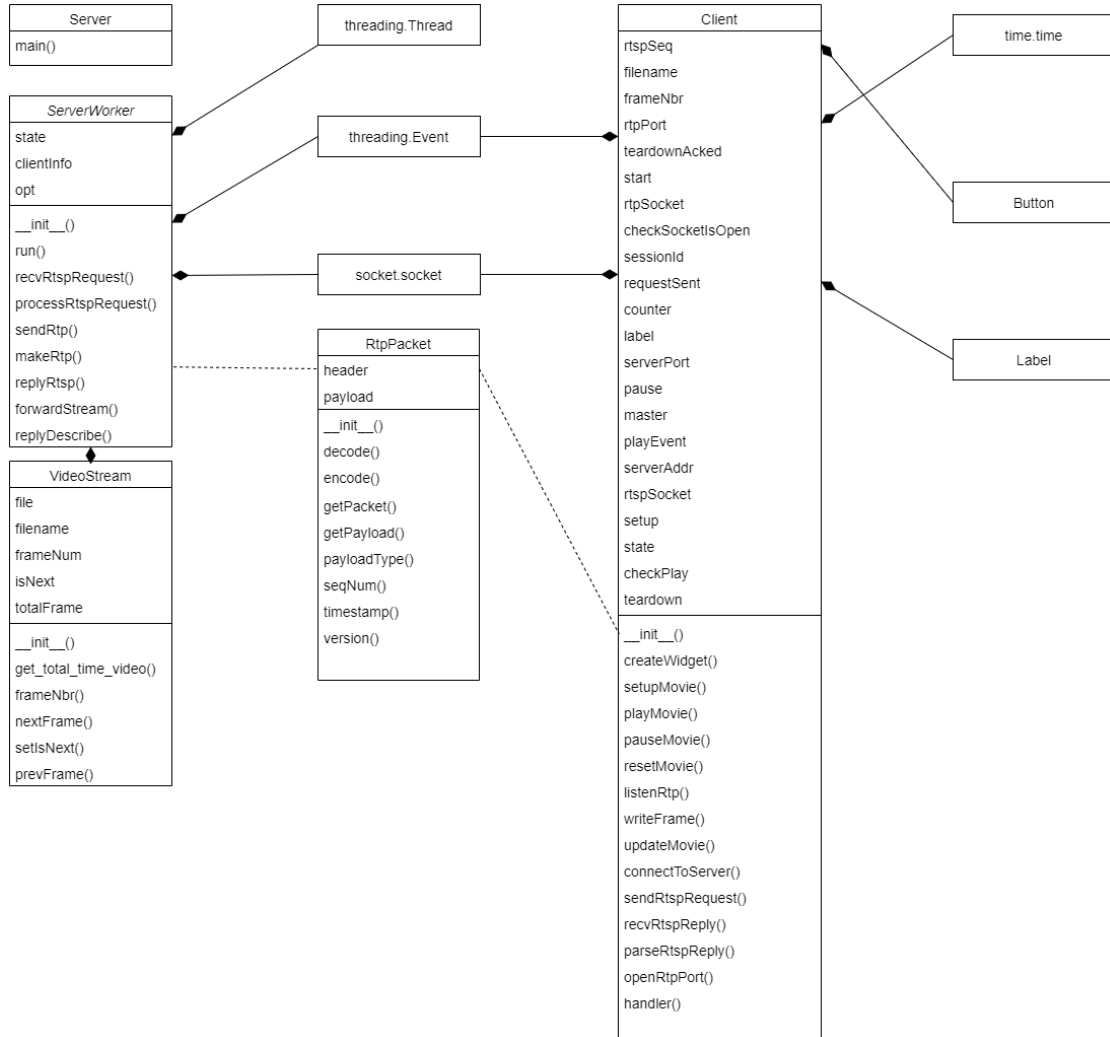 Server
main()
ServerWorker
state
clientInfo
opt
__init__()
run()
recvRtspRequest()
processRtspRequest()
sendRtp()
makeRtp()
replyRtsp()
forwardStream()
replyDescribe()
VideoStream
file
filename
frameNum
isNext
totalFrame
__init__()
get_total_time_video()
frameNbr()
nextFrame()
setIsNext()
prevFrame()
threading.Thread
threading.Event
socket.socket
RtpPacket
header
payload
__init__()
decode()
encode()
getPacket()
getPayload()
payloadType()
seqNum()
timestamp()
version()
Client
rtspSeq
filename
frameNbr
rtpPort
teardownAcked
start
rtpSocket
checkSocketIsOpen
sessionId
requestSent
counter
label
serverPort
pause
master
playEvent
serverAddr
rtspSocket
setup
state
checkPlay
teardown
__init__()
createWidget()
setupMovie()
playMovie()
pauseMovie()
resetMovie()
listenRtp()
writeFrame()
updateMovie()
connectToServer()
sendRtspRequest()
recvRtspReply()
parseRtspReply()
openRtpPort()
handler()
time.time
Button
Label